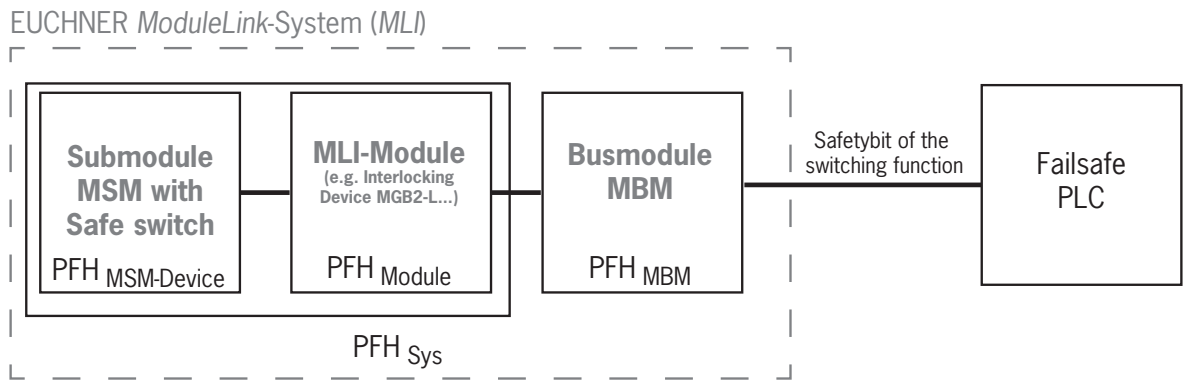 EUCHNER ModuleLink-System (MLI)
Submodule
MSM with
Safe switch
PFH MSM-Device
MLI-Module
(e.g. Interlocking
Device MGB2-L...)
PFH Module
Busmodule
MBM
PFH MBM
PFH Sys
Safetybit of the
switching function
Failsafe
PLC